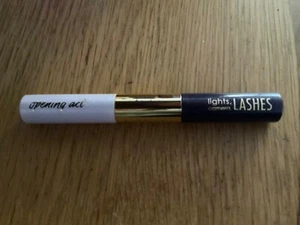 opening act
lights,
camera,
LASHES